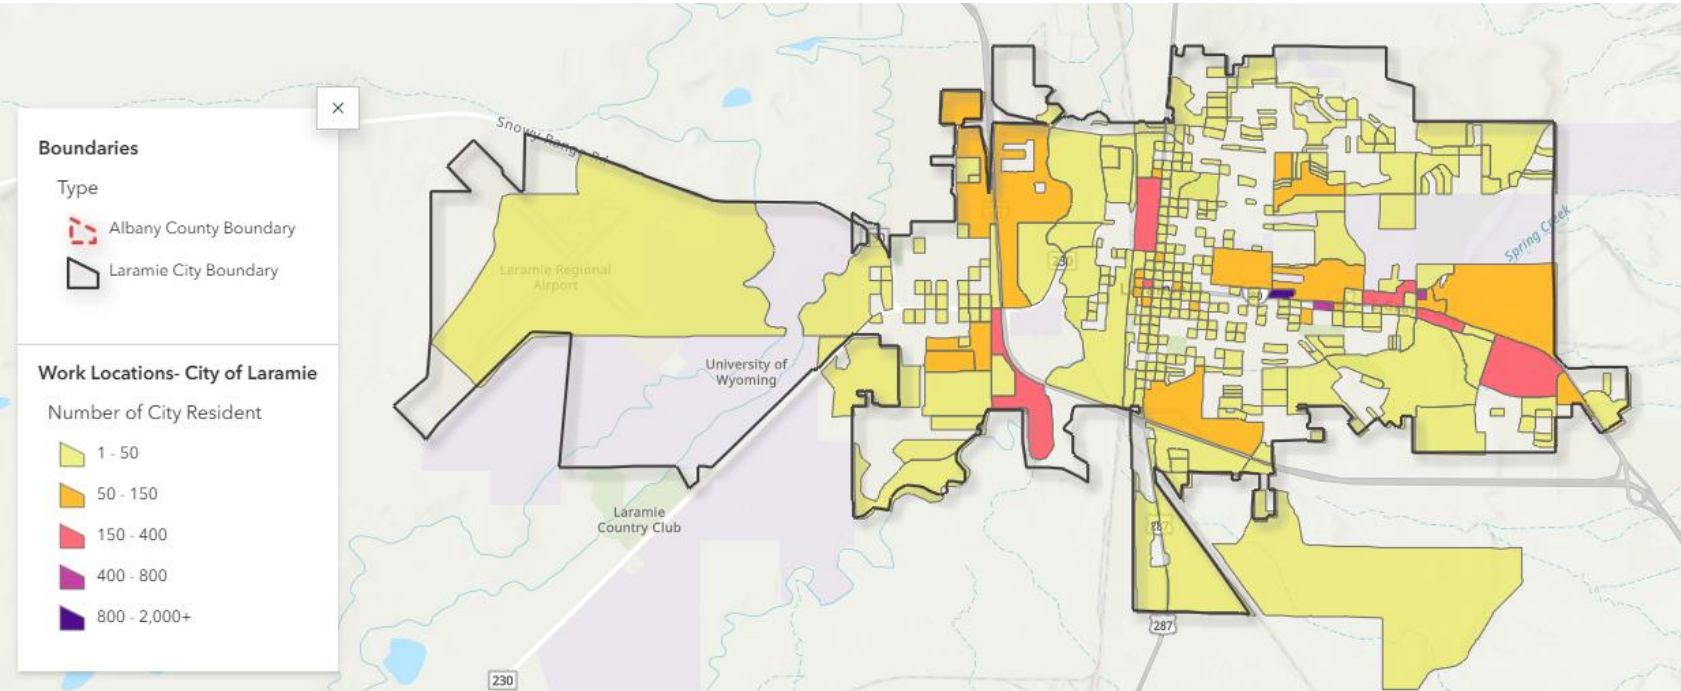 ×
Boundaries
Type
Albany County Boundary
Laramie City Boundary
Work Locations- City of Laramie
Number of City Resident
1 - 50
50 - 150
150 - 400
400 - 800
800 - 2,000+
Snowy Range Rd
Laramie Regional
Airport
University of
Wyoming
Laramie
Country Club
230
230
287
287
Spring Creek